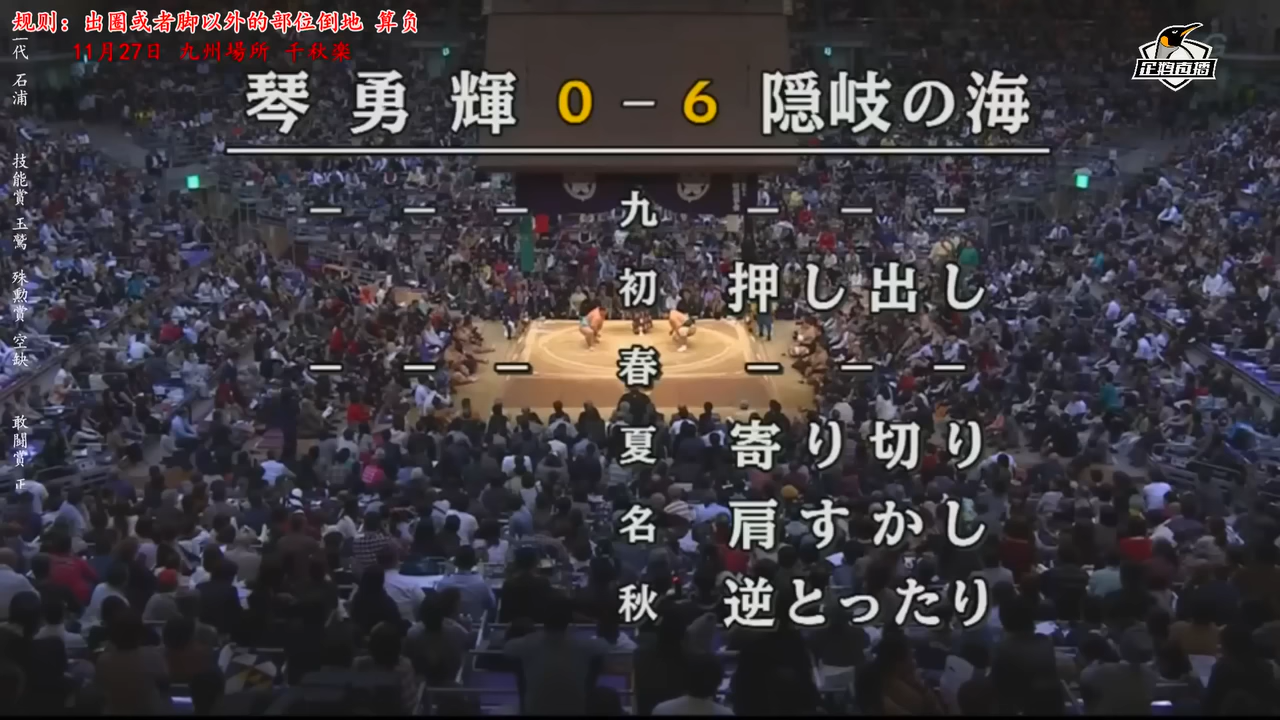 规则：出圈或者脚以外的部位倒地 算负
11月27日 九州場所 千秋楽
企鹅直播
代 石浦 技能賞 玉鷲 殊勲賞 空缺 敢闘賞 正
琴勇輝 0－6 隠岐の海
－ － － 九 － － －
初 押し出し
－ － － 春 － － －
夏 寄り切り
名 肩すかし
秋 逆とったり